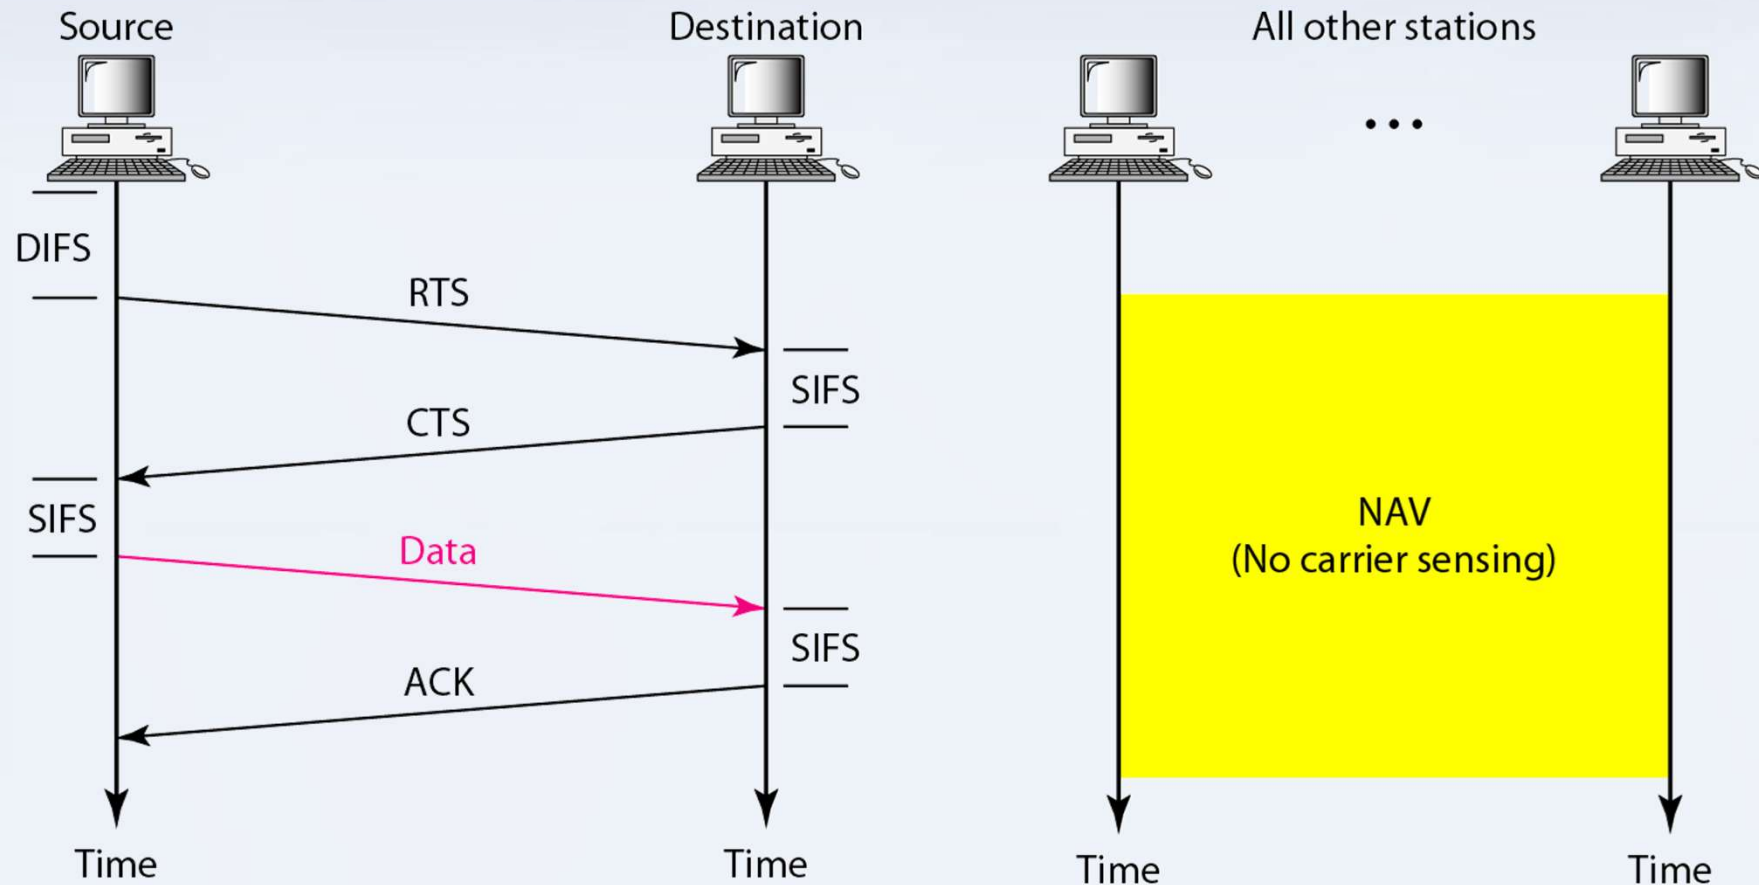 Source
Destination
All other stations
...
DIFS
RTS
SIFS
CTS
SIFS
Data
SIFS
ACK
NAV
(No carrier sensing)
Time
Time
Time
Time